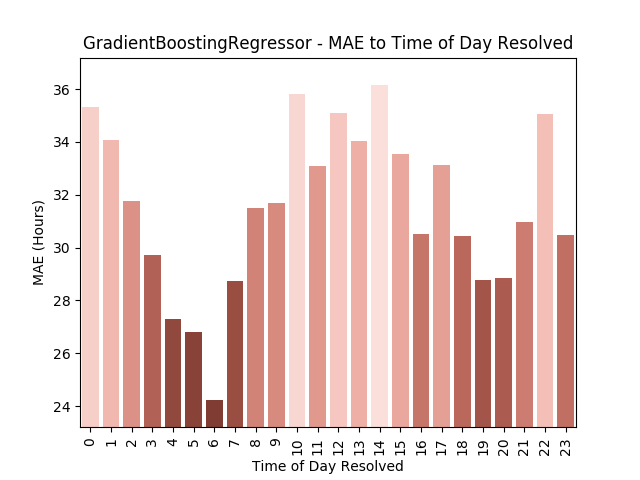 GradientBoostingRegressor - MAE to Time of Day Resolved
36
34
32
30
28
26
24
MAE (Hours)
0 1 2 3 4 5 6 7 8 9 10 11 12 13 14 15 16 17 18 19 20 21 22 23
Time of Day Resolved